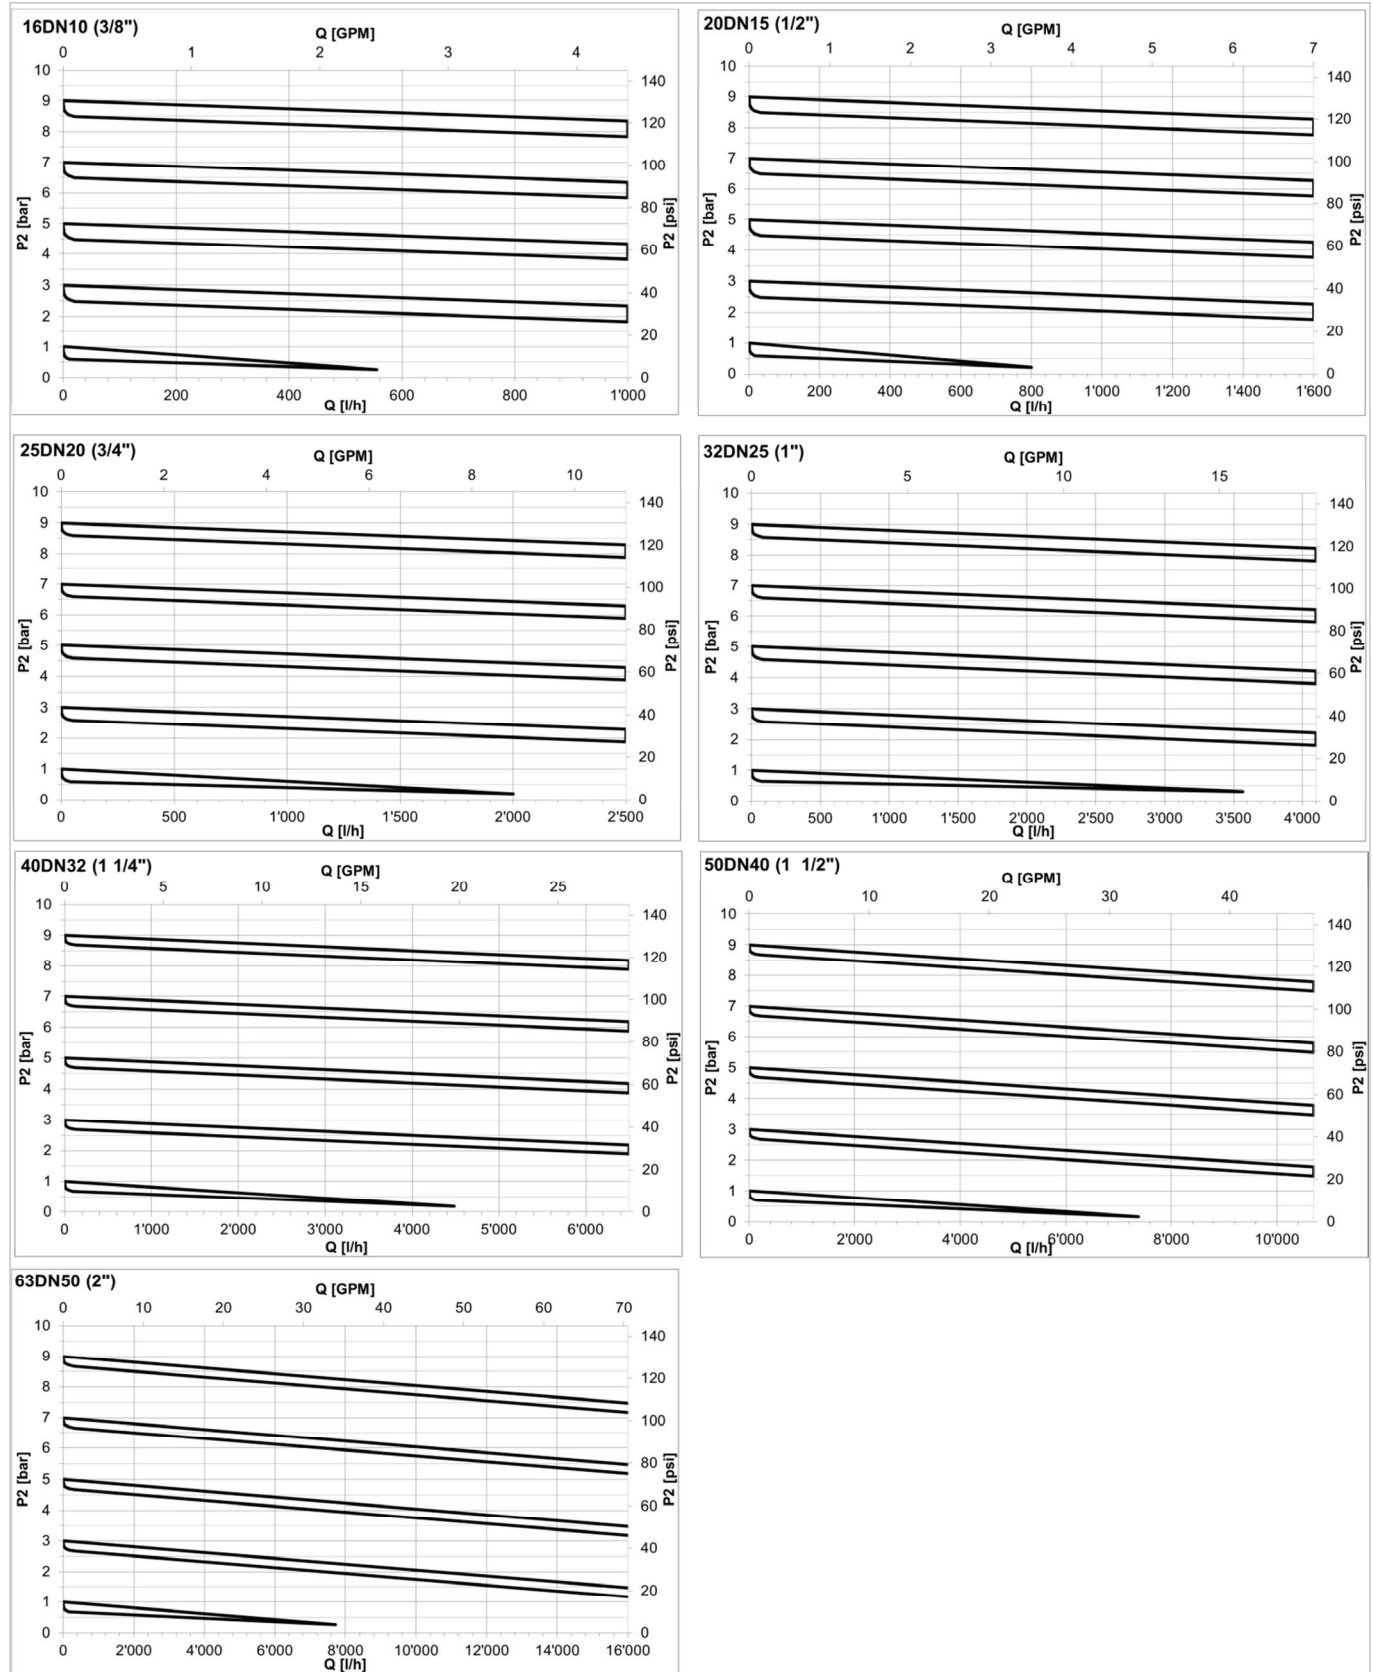 16DN10 (3/8")
Q [GPM]
0 1 2 3 4
10
9
8
7
6
5
4
3
2
1
0
P2 [bar]
140
120
100
80
60
40
20
0
P2 [psi]
0 200 400 600 800 1'000
Q [l/h]
20DN15 (1/2")
Q [GPM]
0 1 2 3 4 5 6 7
10
9
8
7
6
5
4
3
2
1
0
P2 [bar]
140
120
100
80
60
40
20
0
P2 [psi]
0 200 400 600 800 1'000 1'200 1'400 1'600
Q [l/h]
25DN20 (3/4")
Q [GPM]
0 2 4 6 8 10
10
9
8
7
6
5
4
3
2
1
0
P2 [bar]
140
120
100
80
60
40
20
0
P2 [psi]
0 500 1'000 1'500 2'000 2'500
Q [l/h]
32DN25 (1")
Q [GPM]
0 5 10 15
10
9
8
7
6
5
4
3
2
1
0
P2 [bar]
140
120
100
80
60
40
20
0
P2 [psi]
0 500 1'000 1'500 2'000 2'500 3'000 3'500 4'000
Q [l/h]
40DN32 (1 1/4")
Q [GPM]
0 5 10 15 20 25
10
9
8
7
6
5
4
3
2
1
0
P2 [bar]
140
120
100
80
60
40
20
0
P2 [psi]
0 1'000 2'000 3'000 4'000 5'000 6'000
Q [l/h]
50DN40 (1 1/2")
Q [GPM]
0 10 20 30 40
10
9
8
7
6
5
4
3
2
1
0
P2 [bar]
140
120
100
80
60
40
20
0
P2 [psi]
0 2'000 4'000 6'000 8'000 10'000
Q [l/h]
63DN50 (2")
Q [GPM]
0 10 20 30 40 50 60 70
10
9
8
7
6
5
4
3
2
1
0
P2 [bar]
140
120
100
80
60
40
20
0
P2 [psi]
0 2'000 4'000 6'000 8'000 10'000 12'000 14'000 16'000
Q [l/h]